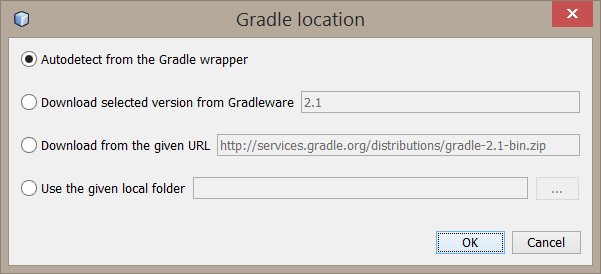 Gradle location
Autodetect from the Gradle wrapper
Download selected version from Gradleware 2.1
Download from the given URL http://services.gradle.org/distributions/gradle-2.1-bin.zip
Use the given local folder ...
OK Cancel